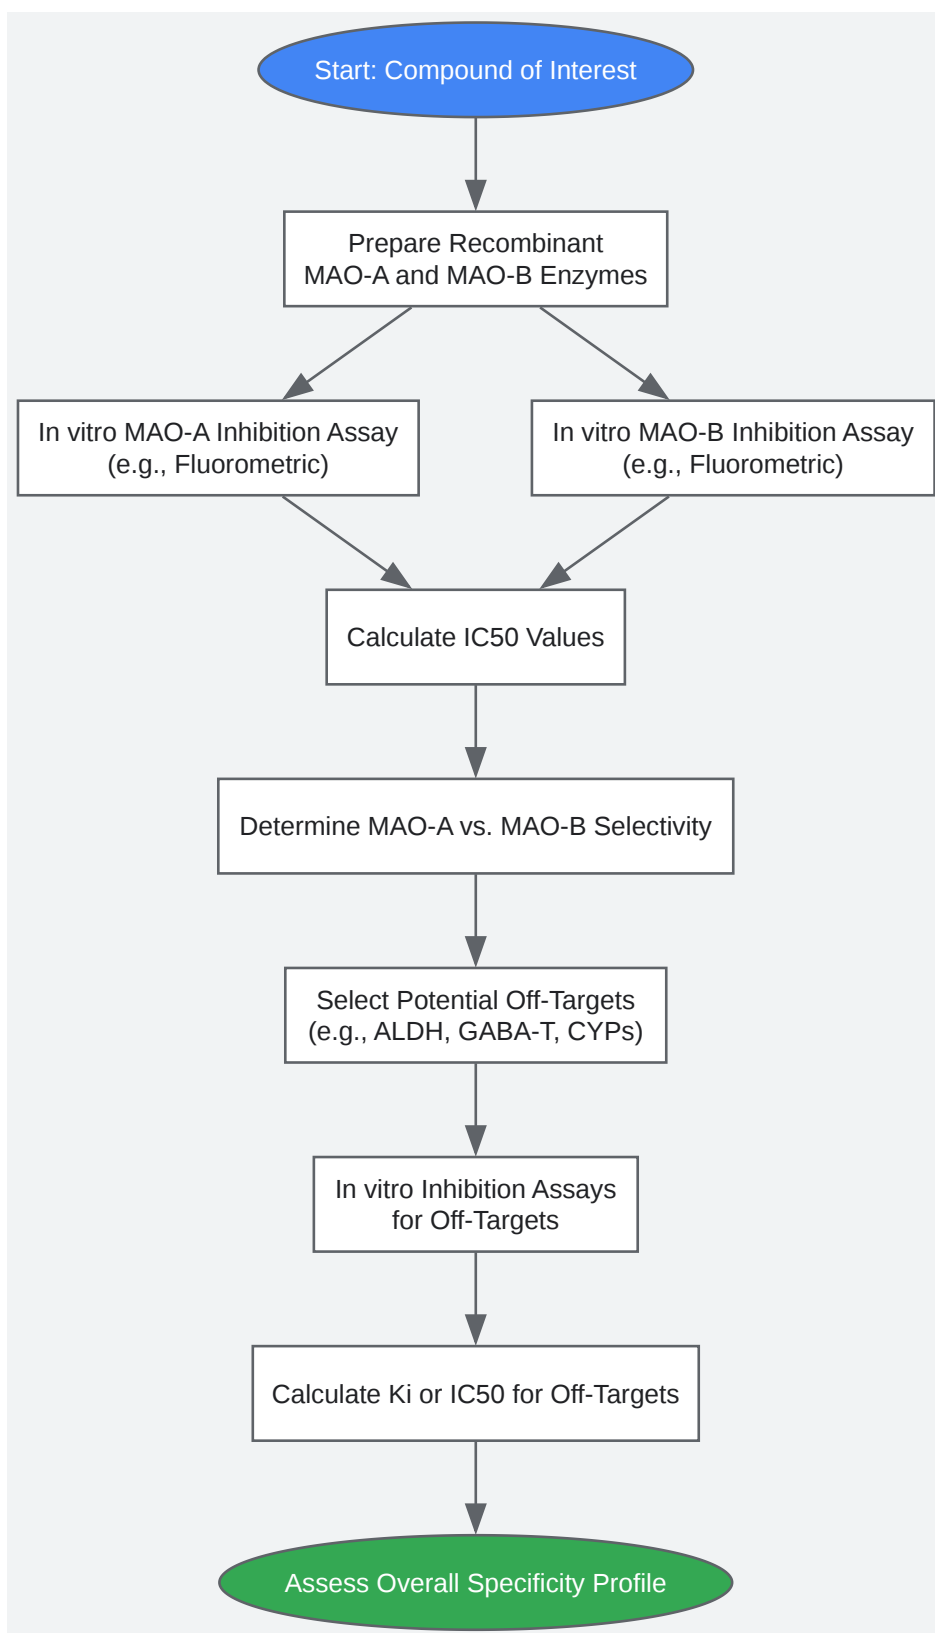 Start: Compound of Interest
Prepare Recombinant
MAO-A and MAO-B Enzymes
In vitro MAO-A Inhibition Assay
(e.g., Fluorometric)
In vitro MAO-B Inhibition Assay
(e.g., Fluorometric)
Calculate IC50 Values
Determine MAO-A vs. MAO-B Selectivity
Select Potential Off-Targets
(e.g., ALDH, GABA-T, CYPs)
In vitro Inhibition Assays
for Off-Targets
Calculate Ki or IC50 for Off-Targets
Assess Overall Specificity Profile